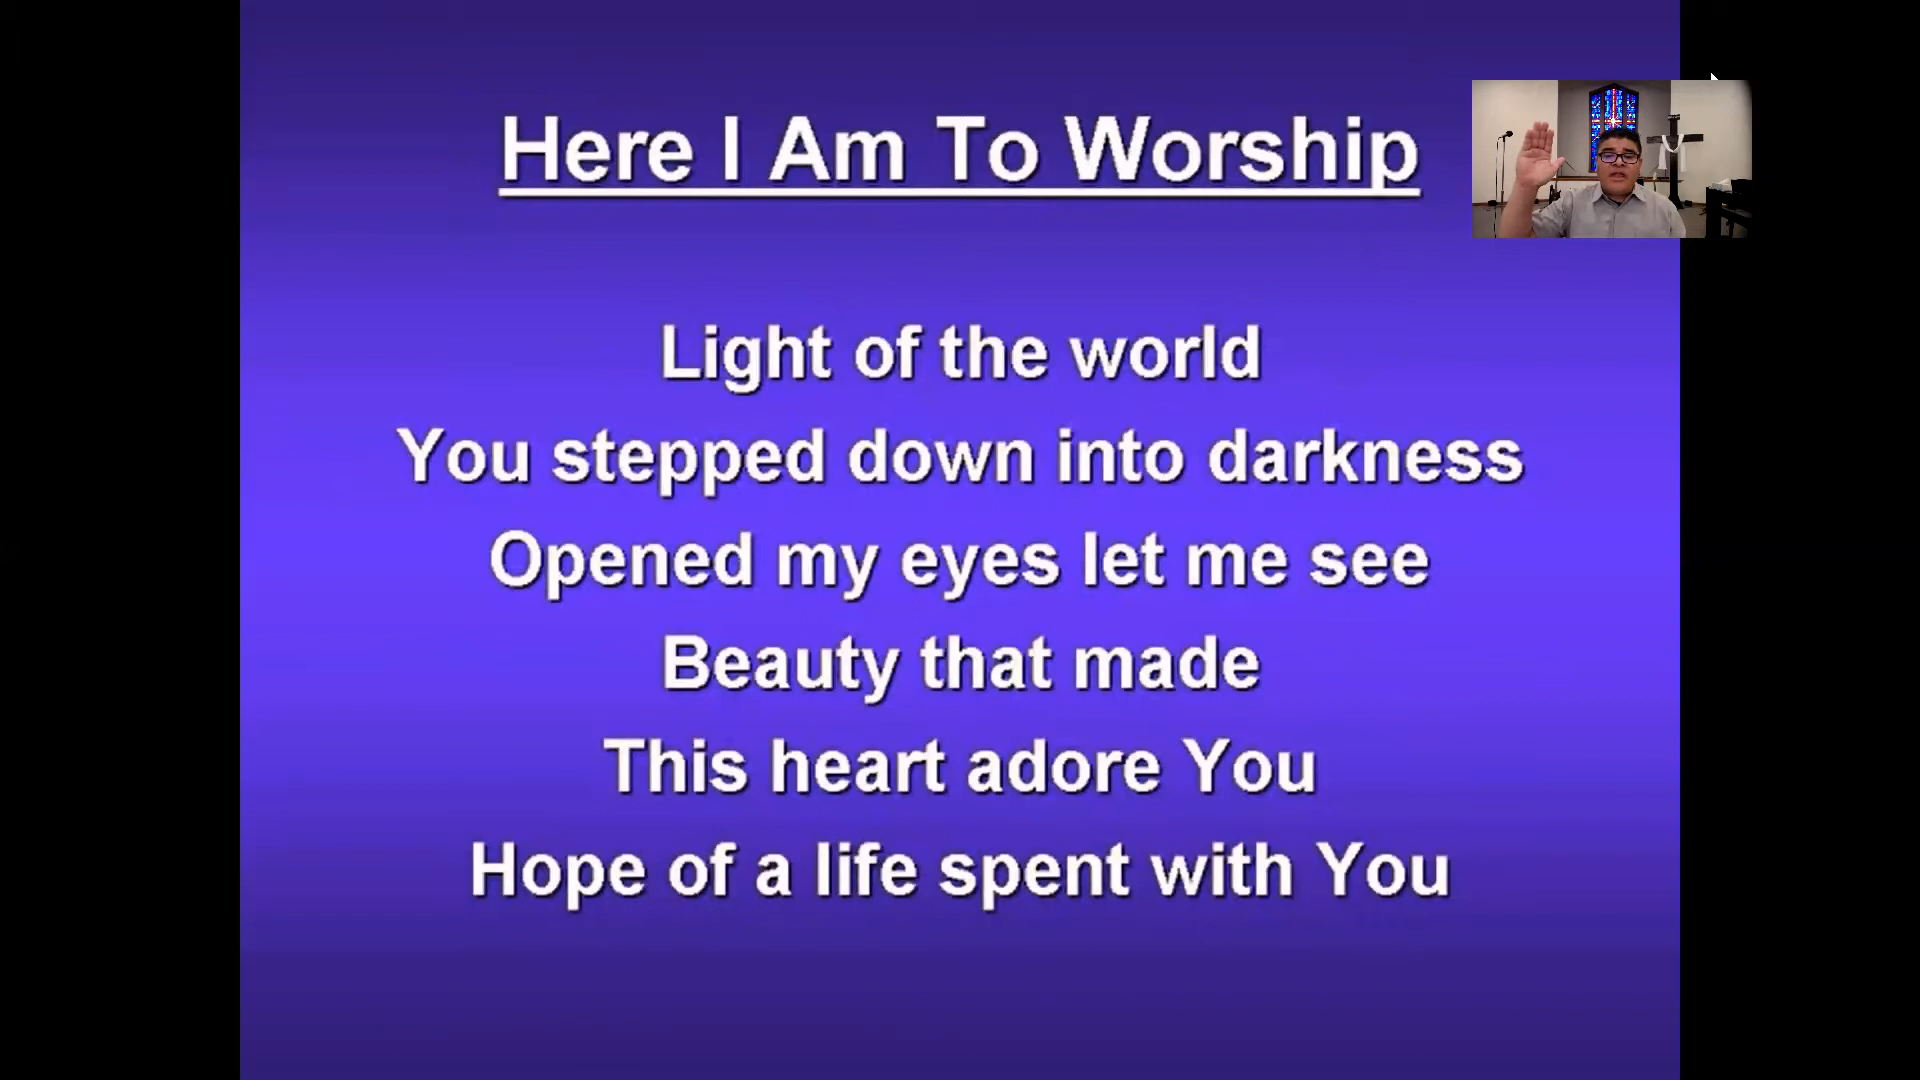 Here I Am To Worship
Light of the world
You stepped down into darkness
Opened my eyes let me see
Beauty that made
This heart adore You
Hope of a life spent with You